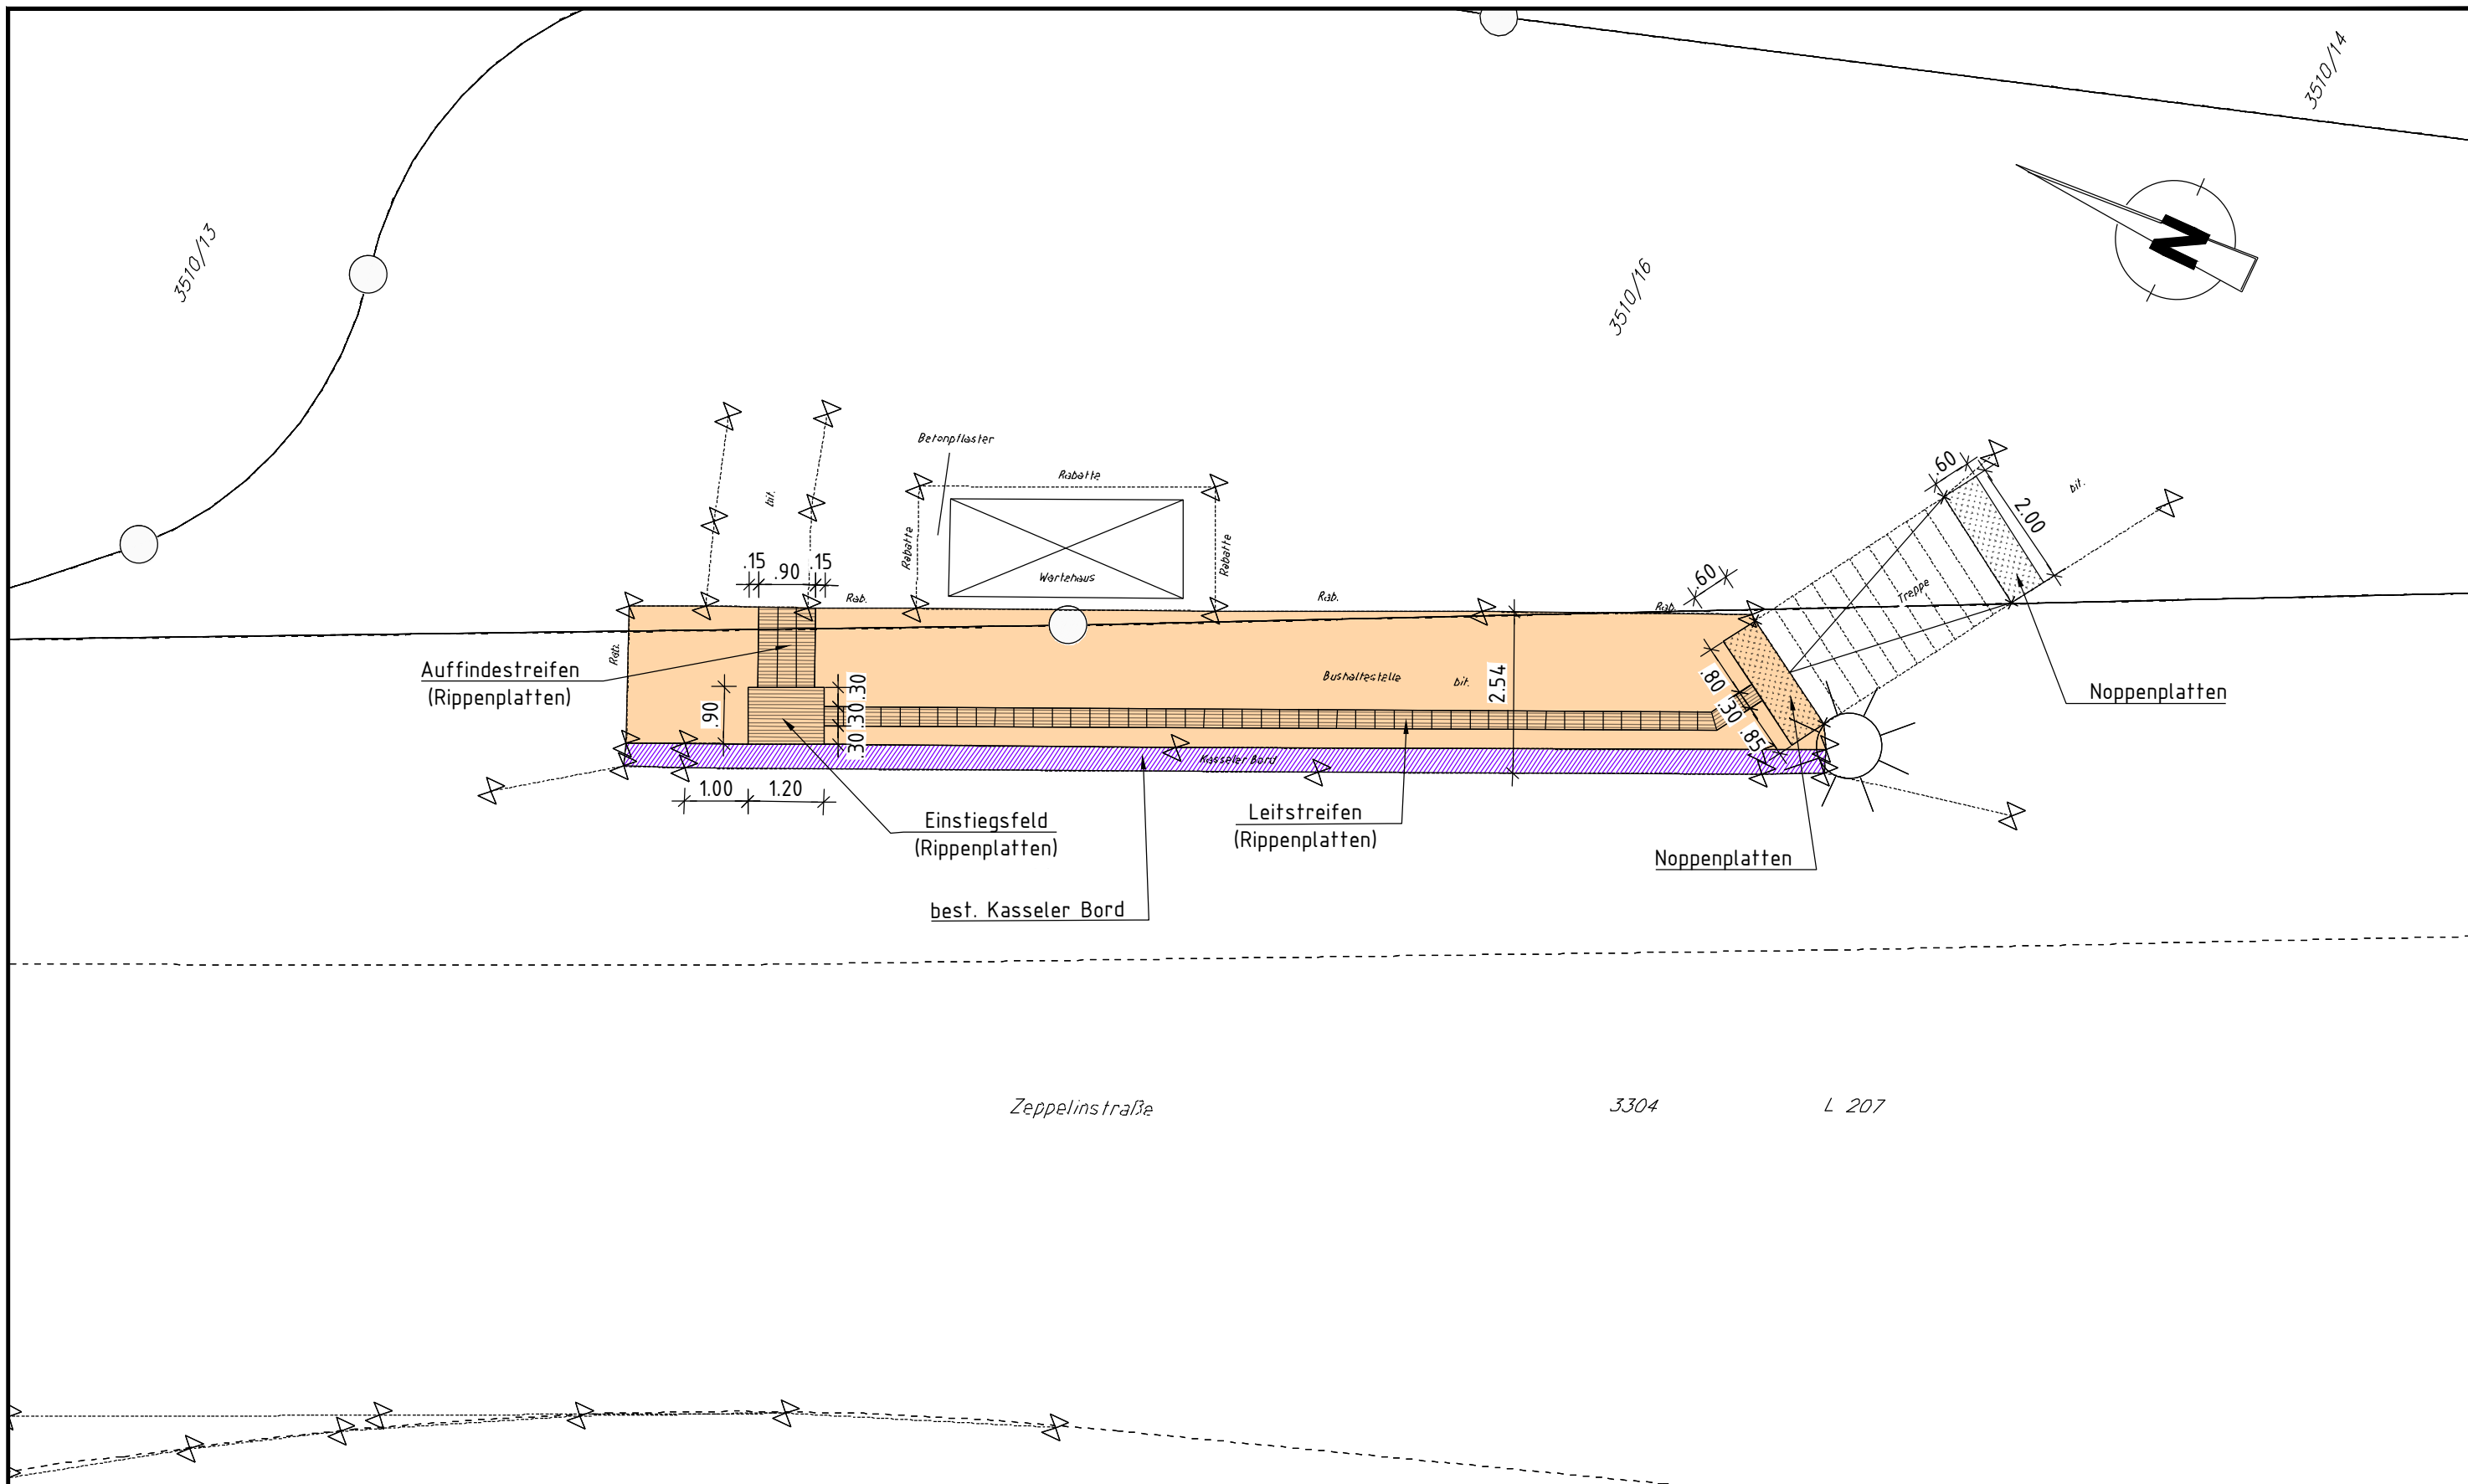 3510/14
3510/13
N
3510/16
Betonpflaster
Rabatte
bit.
.60
2.00
bit.
Rabatte
Rabatte
.15 .90 .15
Wartehaus
Treppe
.60
Rab.
Rab.
Rab.
Rab.
Auffindestreifen
(Rippenplatten)
Bushaltestelle
bit.
2.54
.80 .30 .85
Noppenplatten
.90
.30 .30 .30
Kasseler Bord
1.00 1.20
Einstiegsfeld
(Rippenplatten)
Leitstreifen
(Rippenplatten)
Noppenplatten
best. Kasseler Bord
Zeppelinstraße
3304
L 207